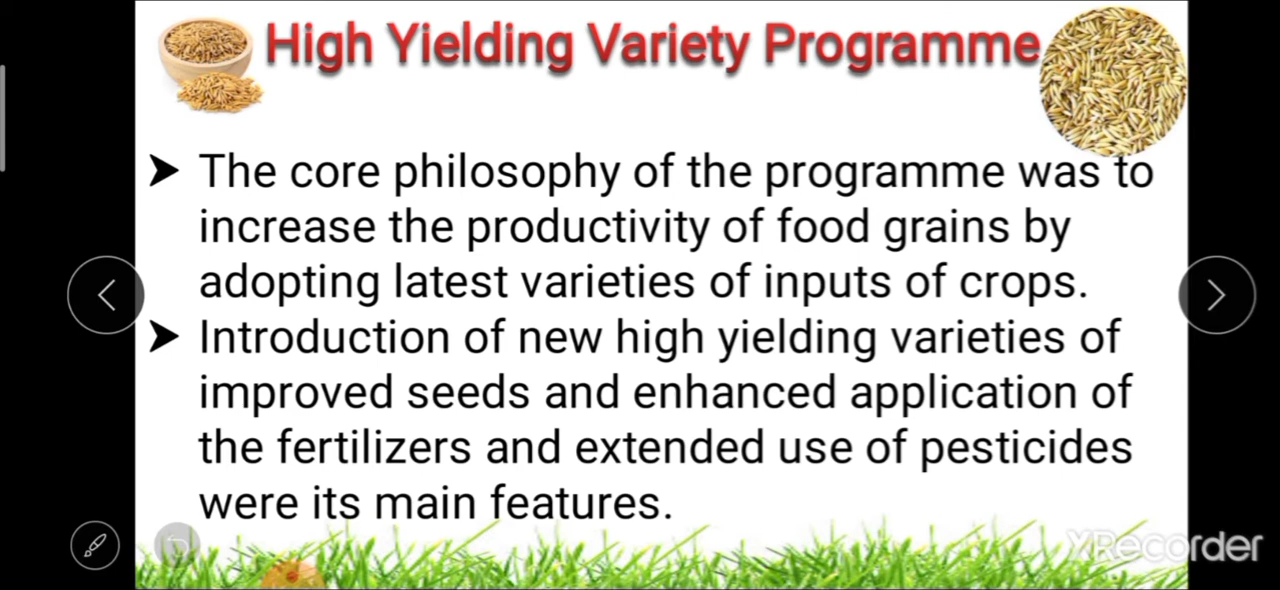 High Yielding Variety Programme
➤ The core philosophy of the programme was to
increase the productivity of food grains by
adopting latest varieties of inputs of crops.
➤ Introduction of new high yielding varieties of
improved seeds and enhanced application of
the fertilizers and extended use of pesticides
were its main features.
XRecorder